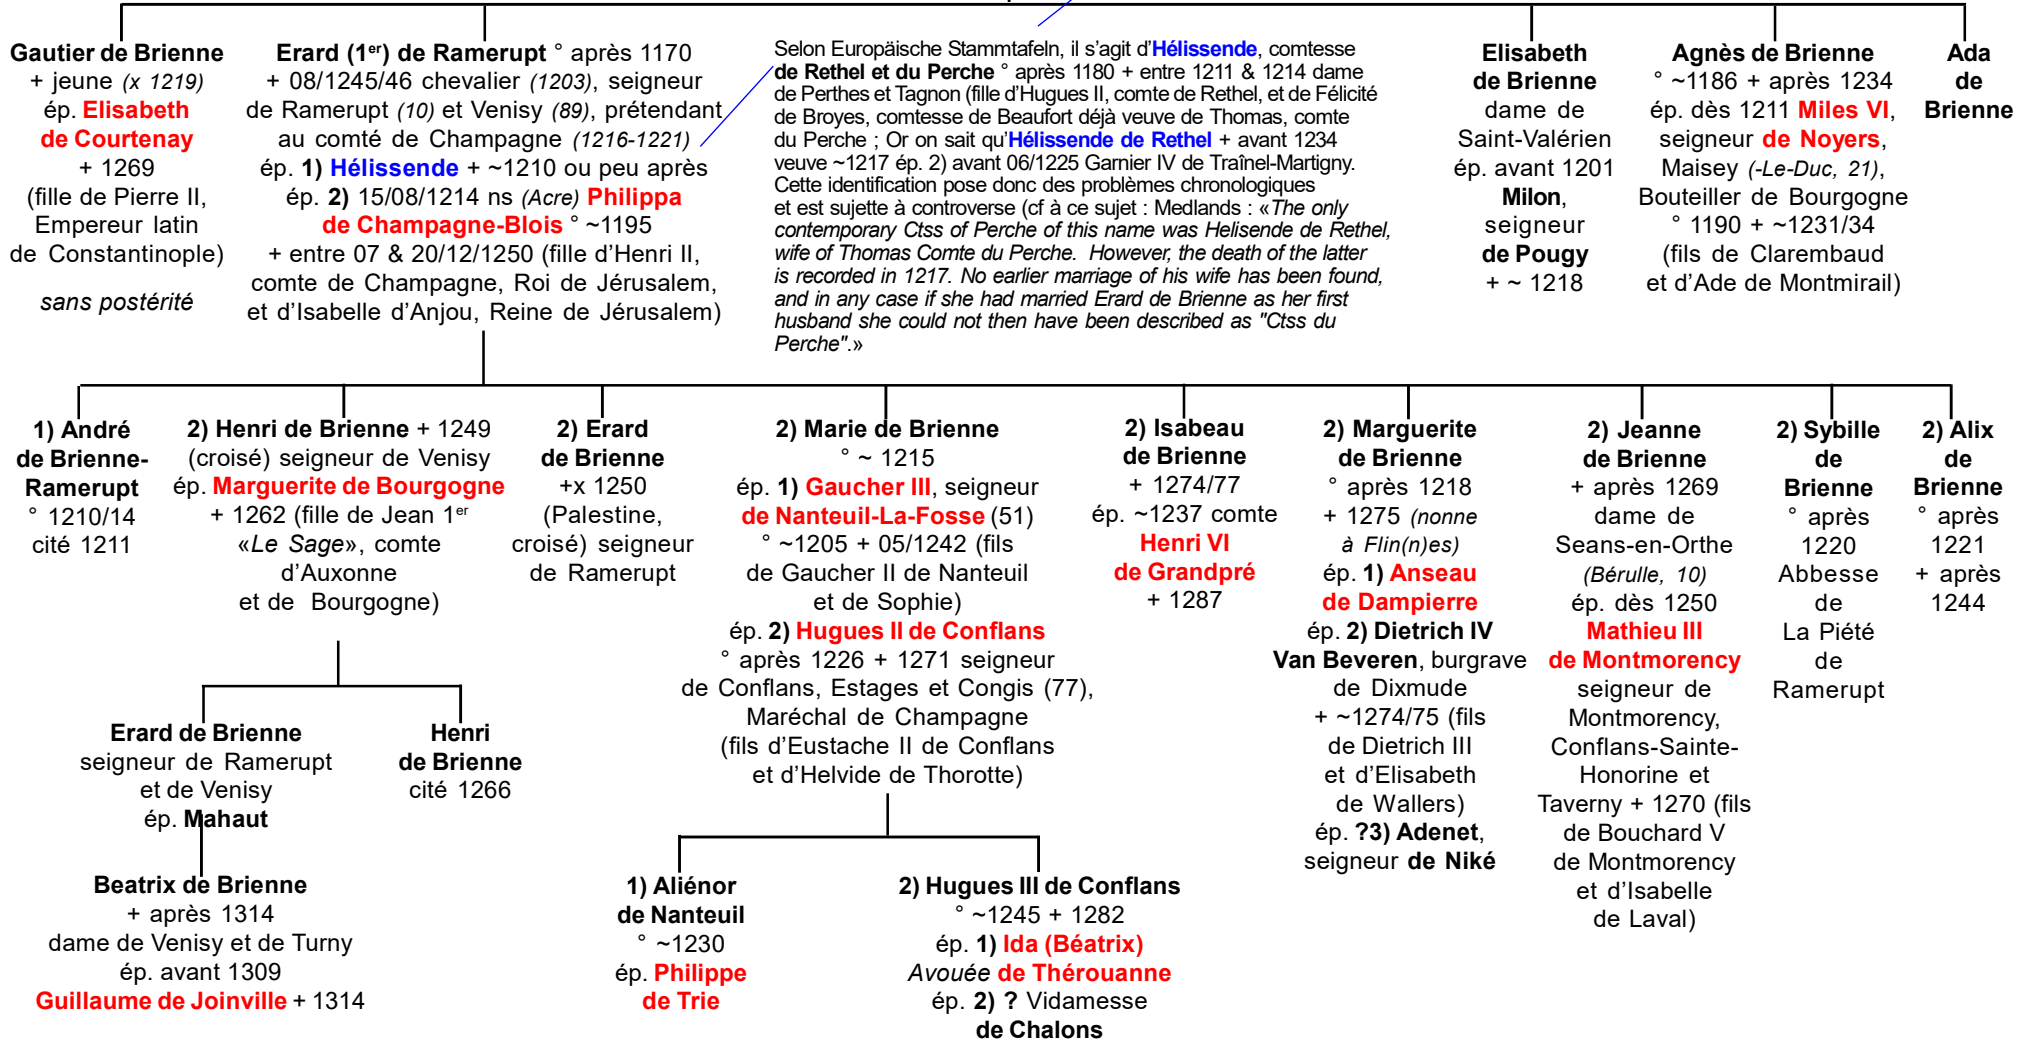 Gautier de Brienne
+ jeune (x 1219)
ép. Elisabeth
de Courtenay
+ 1269
(fille de Pierre II,
Empereur latin
de Constantinople)
sans postérité
Erard (1er) de Ramerupt ° après 1170
+ 08/1245/46 chevalier (1203), seigneur
de Ramerupt (10) et Venisy (89), prétendant
au comté de Champagne (1216-1221)
ép. 1) Hélissende + ~1210 ou peu après
ép. 2) 15/08/1214 ns (Acre) Philippa
de Champagne-Blois ° ~1195
+ entre 07 & 20/12/1250 (fille d'Henri II,
comte de Champagne, Roi de Jérusalem,
et d'Isabelle d'Anjou, Reine de Jérusalem)
Selon Europäische Stammtafeln, il s'agit d'Hélissende, comtesse
de Rethel et du Perche ° après 1180 + entre 1211 & 1214 dame
de Perthes et Tagnon (fille d'Hugues II, comte de Rethel, et de Félicité
de Broyes, comtesse de Beaufort déjà veuve de Thomas, comte
du Perche ; Or on sait qu'Hélissende de Rethel + avant 1234
veuve ~1217 ép. 2) avant 06/1225 Garnier IV de Traînel-Martigny.
Cette identification pose donc des problèmes chronologiques
et est sujette à controverse (cf à ce sujet : Medlands : «The only
contemporary Ctss of Perche of this name was Helisende de Rethel,
wife of Thomas Comte du Perche. However, the death of the latter
is recorded in 1217. No earlier marriage of his wife has been found,
and in any case if she had married Erard de Brienne as her first
husband she could not then have been described as "Ctss du
Perche".»
Elisabeth
de Brienne
dame de
Saint-Valérien
ép. avant 1201
Milon,
seigneur
de Pougy
+ ~ 1218
Agnès de Brienne
° ~1186 + après 1234
ép. dès 1211 Miles VI,
seigneur de Noyers,
Maisey (-Le-Duc, 21),
Bouteiller de Bourgogne
° 1190 + ~1231/34
(fils de Clarembaud
et d'Ade de Montmirail)
Ada
de
Brienne
1) André
de Brienne-
Ramerupt
° 1210/14
cité 1211
2) Henri de Brienne + 1249
(croisé) seigneur de Venisy
ép. Marguerite de Bourgogne
+ 1262 (fille de Jean 1er
«Le Sage», comte
d'Auxonne
et de Bourgogne)
2) Erard
de Brienne
+x 1250
(Palestine,
croisé) seigneur
de Ramerupt
2) Marie de Brienne
° ~ 1215
ép. 1) Gaucher III, seigneur
de Nanteuil-La-Fosse (51)
° ~1205 + 05/1242 (fils
de Gaucher II de Nanteuil
et de Sophie)
ép. 2) Hugues II de Conflans
° après 1226 + 1271 seigneur
de Conflans, Estages et Congis (77),
Maréchal de Champagne
(fils d'Eustache II de Conflans
et d'Helvide de Thorotte)
2) Isabeau
de Brienne
+ 1274/77
ép. ~1237 comte
Henri VI
de Grandpré
+ 1287
2) Marguerite
de Brienne
° après 1218
+ 1275 (nonne
à Flin(n)es)
ép. 1) Anseau
de Dampierre
ép. 2) Dietrich IV
Van Beveren, burgrave
de Dixmude
+ ~1274/75 (fils
de Dietrich III
et d'Elisabeth
de Wallers)
ép. ?3) Adenet,
seigneur de Niké
2) Jeanne
de Brienne
+ après 1269
dame de
Seans-en-Orthe
(Bérulle, 10)
ép. dès 1250
Mathieu III
de Montmorency
seigneur de
Montmorency,
Conflans-Sainte-
Honorine et
Taverny + 1270 (fils
de Bouchard V
de Montmorency
et d'Isabelle
de Laval)
2) Sybille
de
Brienne
° après
1220
Abbesse
de
La Piété
de
Ramerupt
2) Alix
de
Brienne
° après
1221
+ après
1244
Erard de Brienne
seigneur de Ramerupt
et de Venisy
ép. Mahaut
Henri
de Brienne
cité 1266
Beatrix de Brienne
+ après 1314
dame de Venisy et de Turny
ép. avant 1309
Guillaume de Joinville + 1314
1) Aliénor
de Nanteuil
° ~1230
ép. Philippe
de Trie
2) Hugues III de Conflans
° ~1245 + 1282
ép. 1) Ida (Béatrix)
Avouée de Thérouanne
ép. 2) ? Vidamesse
de Chalons